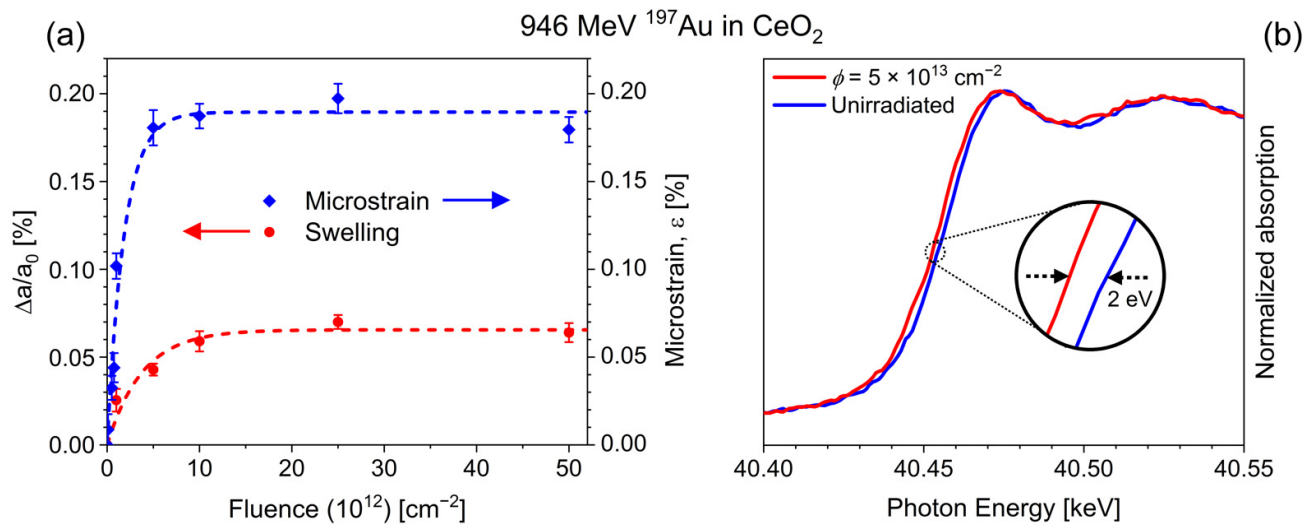 946 MeV ¹⁹⁷Au in CeO₂
(a)
Δa/a₀ [%]
0.20
0.15
0.10
0.05
0.00
0 10 20 30 40 50
Fluence (10¹²) [cm⁻²]
Microstrain
Swelling
0.20
0.15
0.10
0.05
0.00
Microstrain, ε [%]
(b)
ϕ = 5 × 10¹³ cm⁻²
Unirradiated
2 eV
Normalized absorption
40.40 40.45 40.50 40.55
Photon Energy [keV]